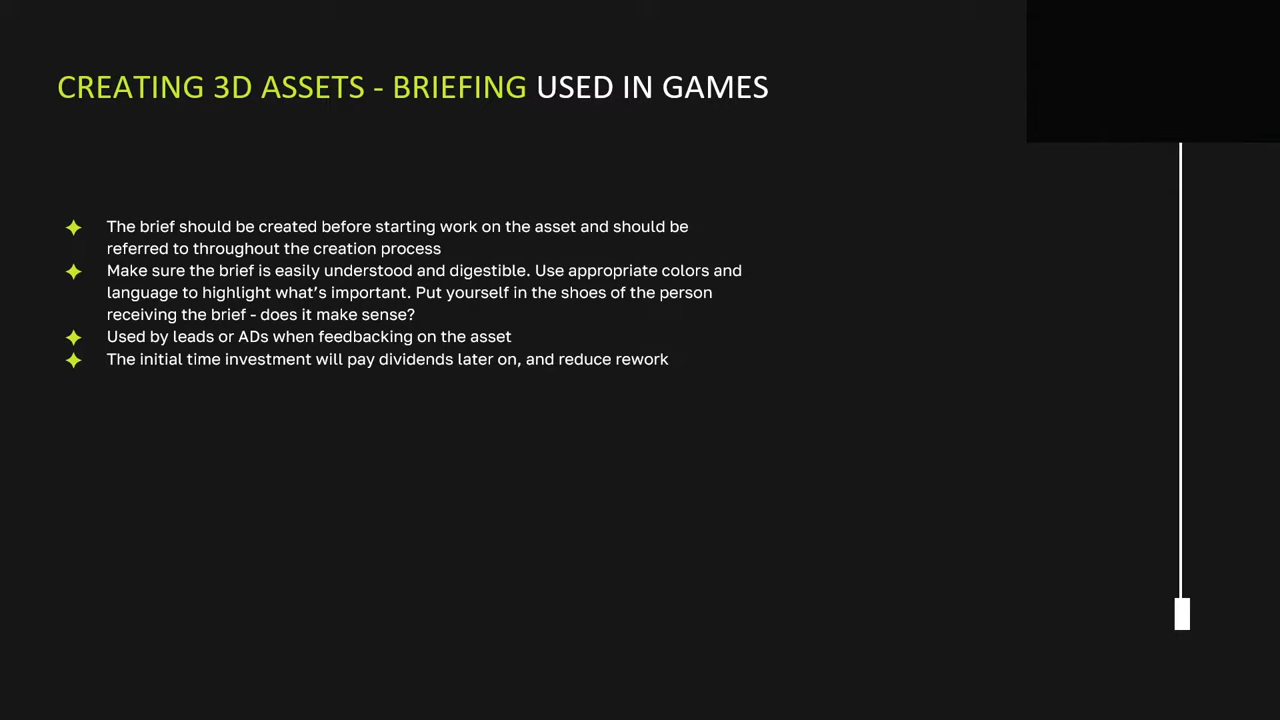 CREATING 3D ASSETS - BRIEFING USED IN GAMES
The brief should be created before starting work on the asset and should be
referred to throughout the creation process
Make sure the brief is easily understood and digestible. Use appropriate colors and
language to highlight what’s important. Put yourself in the shoes of the person
receiving the brief - does it make sense?
Used by leads or ADs when feedbacking on the asset
The initial time investment will pay dividends later on, and reduce rework